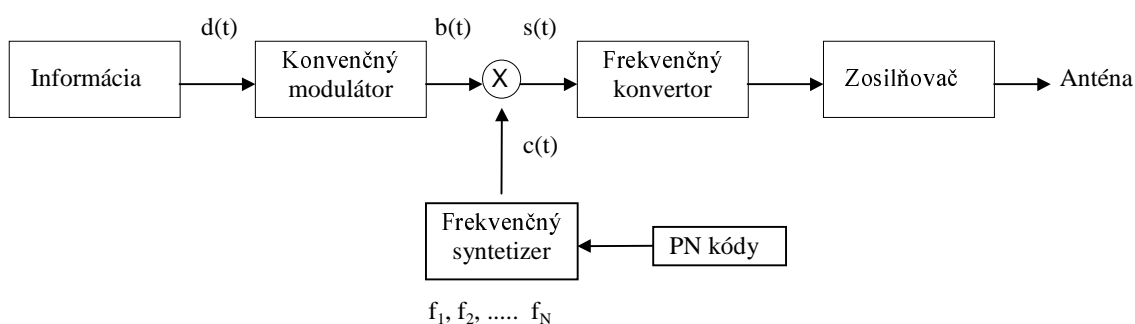 d(t)
b(t)
s(t)
Informácia
Konvenčný
modulátor
X
Frekvenčný
konvertor
Zosilňovač
Anténa
c(t)
Frekvenčný
syntetizer
PN kódy
f1, f2, ..... fN